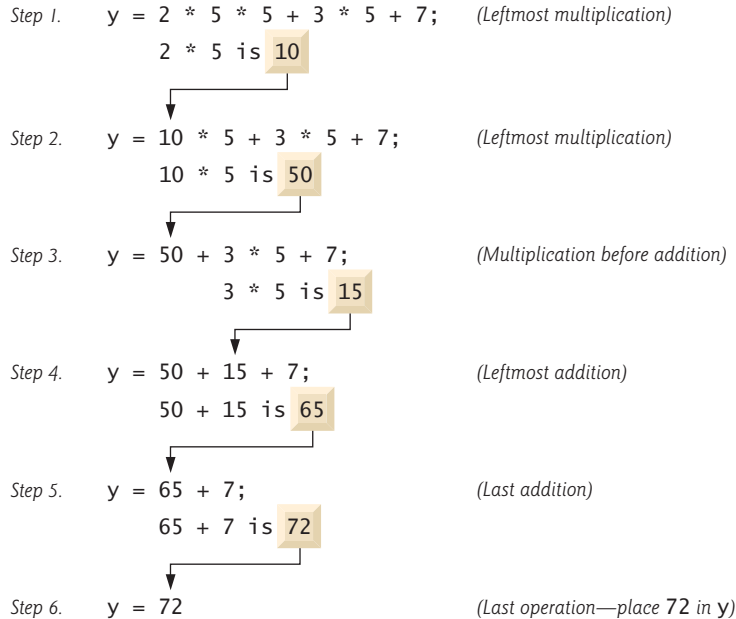 Step 1. y = 2 * 5 * 5 + 3 * 5 + 7; (Leftmost multiplication)
2 * 5 is 10
Step 2. y = 10 * 5 + 3 * 5 + 7; (Leftmost multiplication)
10 * 5 is 50
Step 3. y = 50 + 3 * 5 + 7; (Multiplication before addition)
3 * 5 is 15
Step 4. y = 50 + 15 + 7; (Leftmost addition)
50 + 15 is 65
Step 5. y = 65 + 7; (Last addition)
65 + 7 is 72
Step 6. y = 72 (Last operation—place 72 in y)